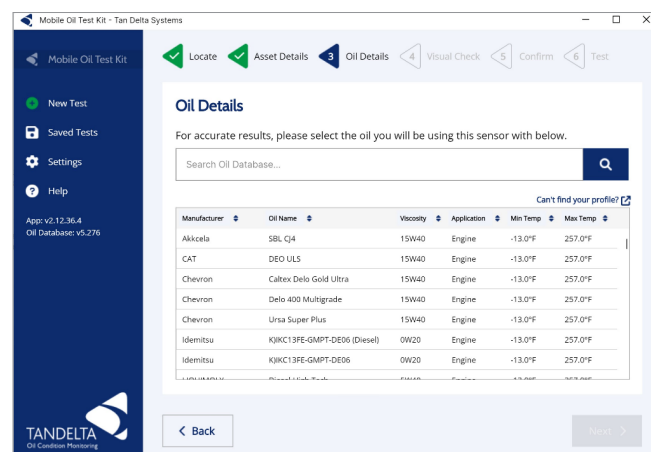 Mobile Oil Test Kit - Tan Delta Systems
Mobile Oil Test Kit
New Test
Saved Tests
Settings
Help
App: v2.12.36.4
Oil Database: v5.276
TANDELTA
Oil Condition Monitoring
Locate
Asset Details
3 Oil Details
4 Visual Check
5 Confirm
6 Test
Oil Details
For accurate results, please select the oil you will be using this sensor with below.
Search Oil Database...
Can't find your profile?
Manufacturer Oil Name Viscosity Application Min Temp Max Temp
Akkcela SBL CJ4 15W40 Engine -13.0°F 257.0°F
CAT DEO ULS 15W40 Engine -13.0°F 257.0°F
Chevron Caltex Delo Gold Ultra 15W40 Engine -13.0°F 257.0°F
Chevron Delo 400 Multigrade 15W40 Engine -13.0°F 257.0°F
Chevron Ursa Super Plus 15W40 Engine -13.0°F 257.0°F
Idemitsu KJIKC13FE-GMPT-DE06 (Diesel) 0W20 Engine -13.0°F 257.0°F
Idemitsu KJIKC13FE-GMPT-DE06 0W20 Engine -13.0°F 257.0°F
Back
Next